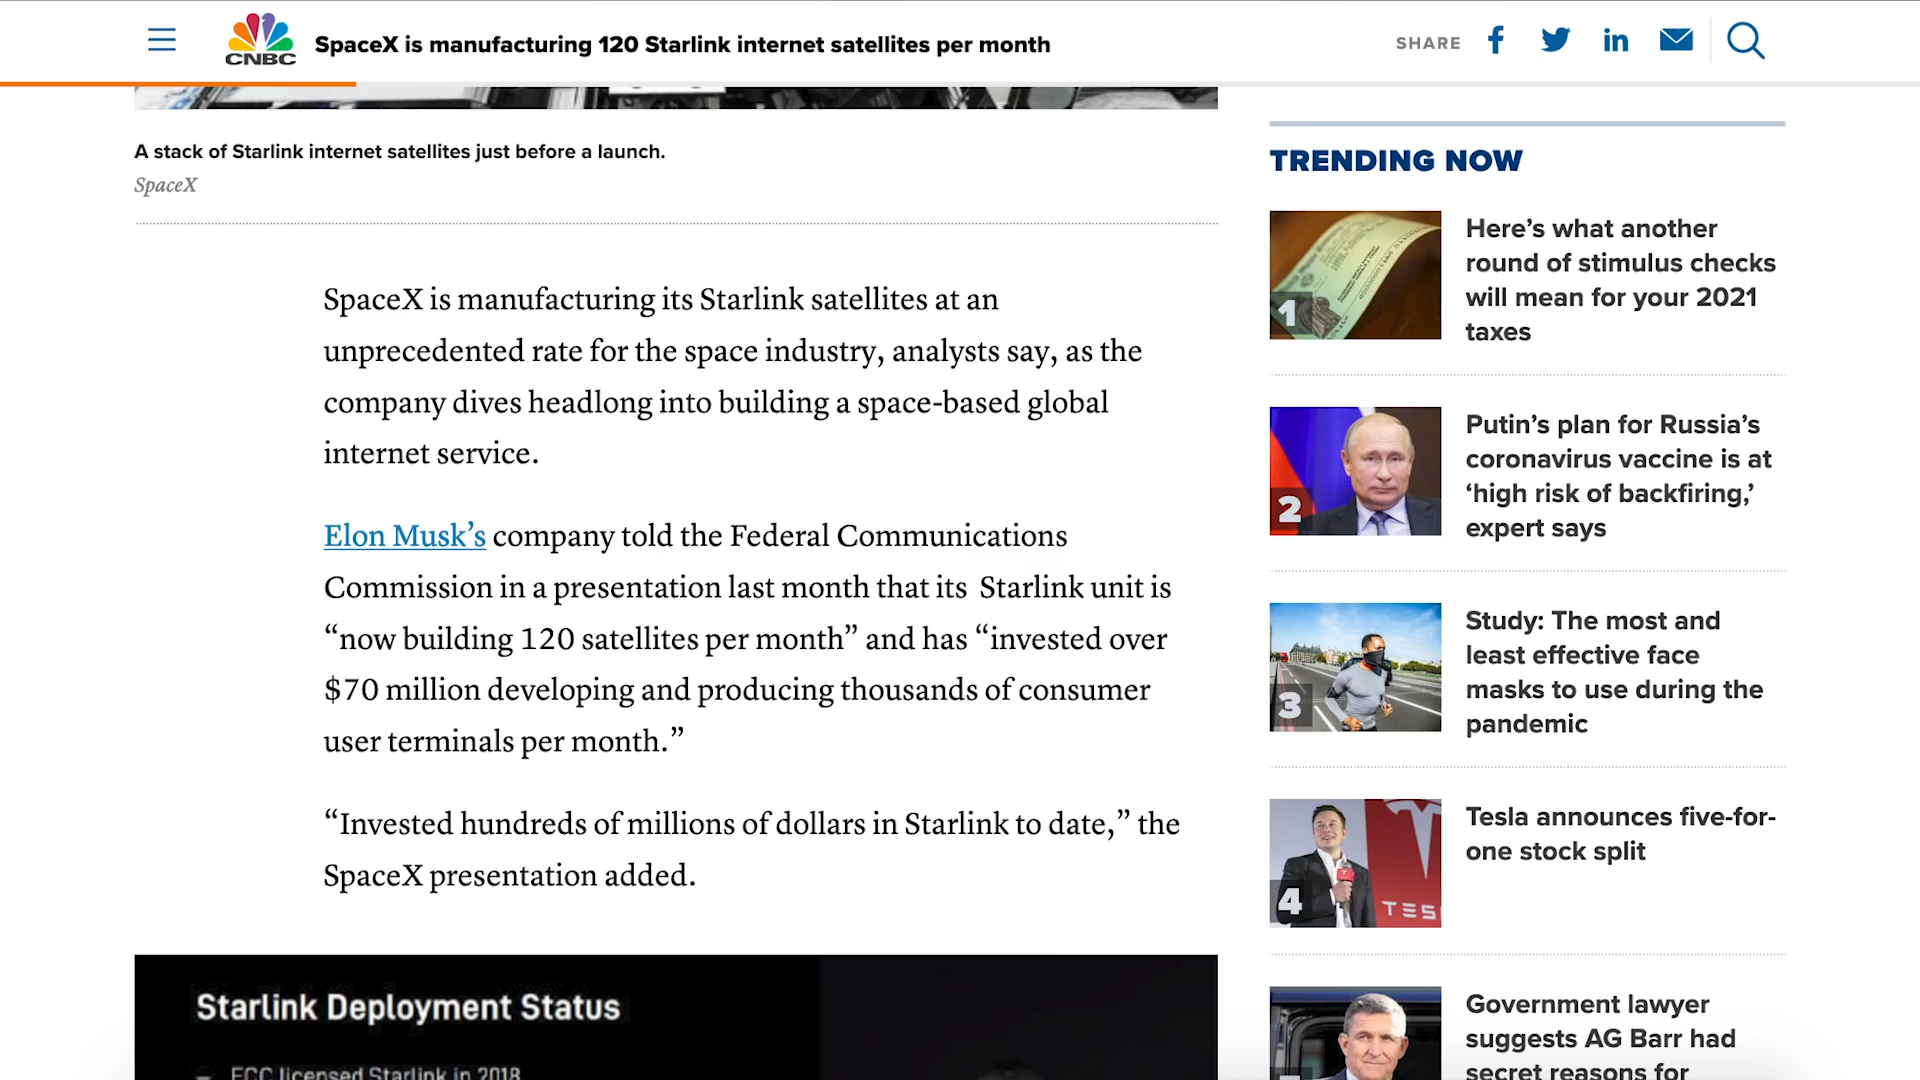 CNBC
SpaceX is manufacturing 120 Starlink internet satellites per month
SHARE
A stack of Starlink internet satellites just before a launch.
SpaceX
SpaceX is manufacturing its Starlink satellites at an
unprecedented rate for the space industry, analysts say, as the
company dives headlong into building a space-based global
internet service.
Elon Musk’s company told the Federal Communications
Commission in a presentation last month that its Starlink unit is
“now building 120 satellites per month” and has “invested over
$70 million developing and producing thousands of consumer
user terminals per month.”
“Invested hundreds of millions of dollars in Starlink to date,” the
SpaceX presentation added.
Starlink Deployment Status
– FCC licensed Starlink in 2018
TRENDING NOW
1
Here’s what another
round of stimulus checks
will mean for your 2021
taxes
2
Putin’s plan for Russia’s
coronavirus vaccine is at
‘high risk of backfiring,’
expert says
3
Study: The most and
least effective face
masks to use during the
pandemic
4
TES
Tesla announces five-for-
one stock split
Government lawyer
suggests AG Barr had
secret reasons for